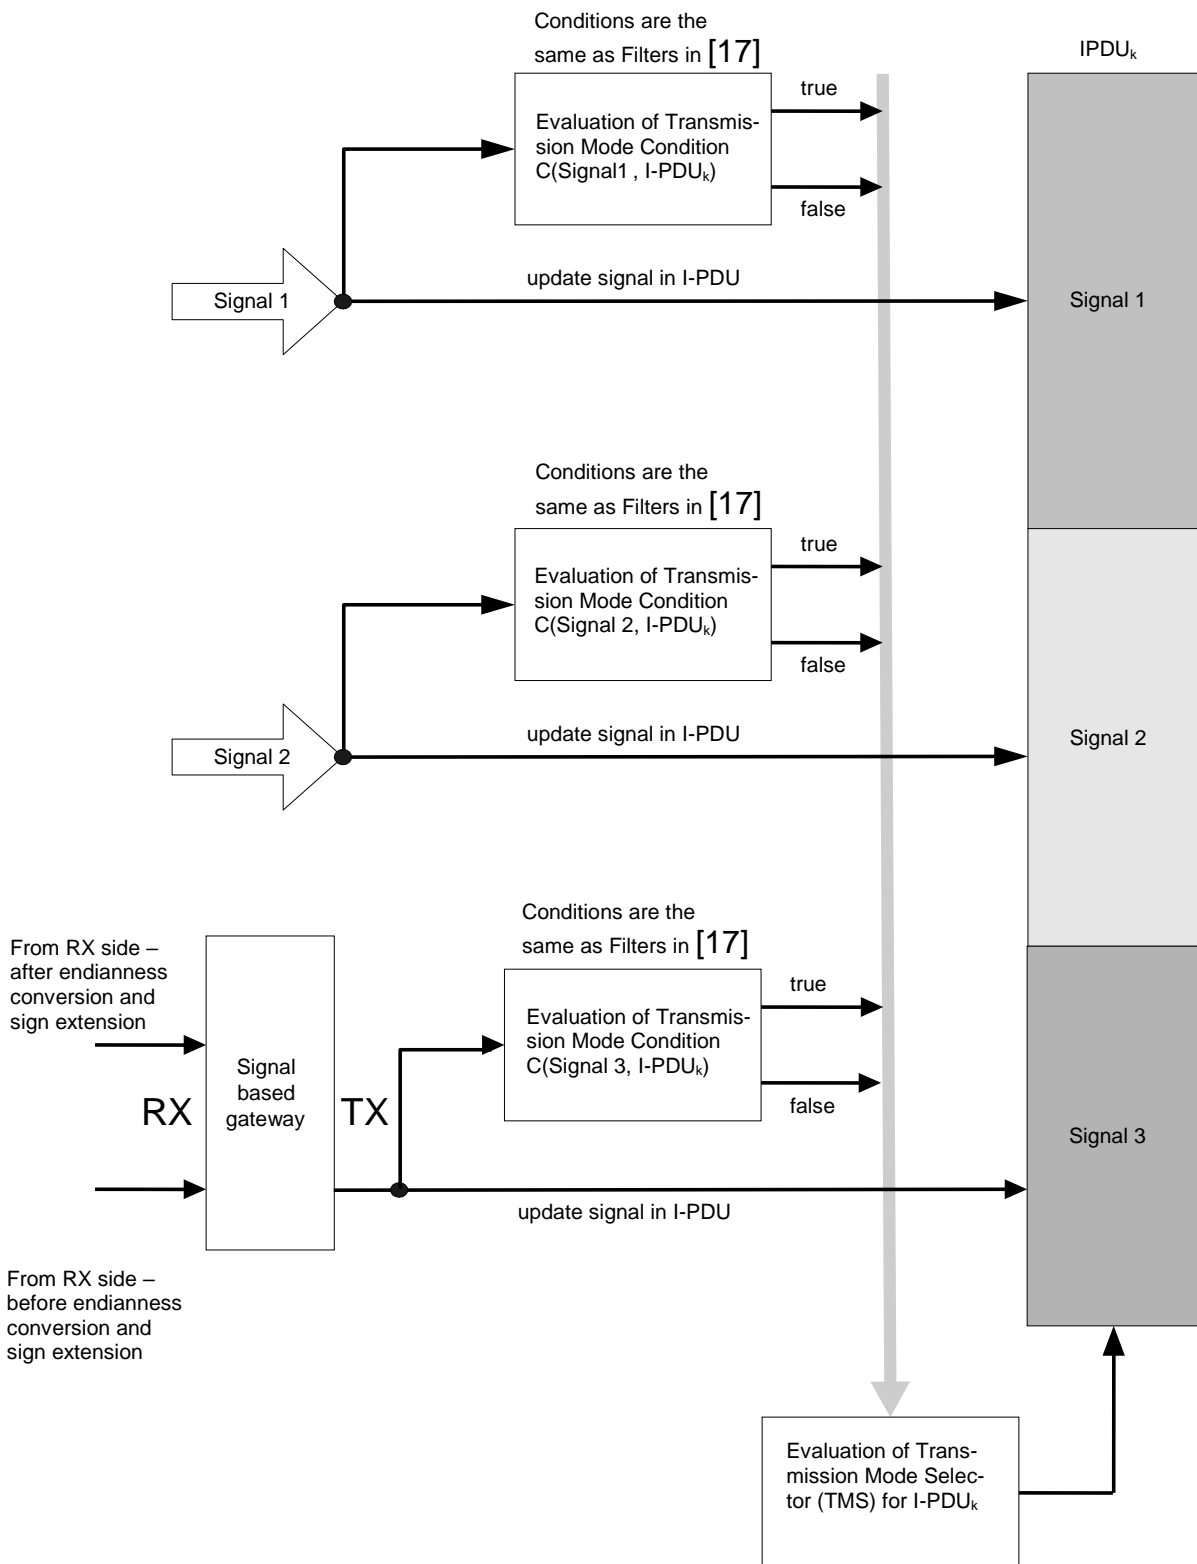 Conditions are the
same as Filters in [17]
IPDUk
true
Evaluation of Transmis-
sion Mode Condition
C(Signal1 , I-PDUk)
false
update signal in I-PDU
Signal 1
Signal 1
Conditions are the
same as Filters in [17]
true
Evaluation of Transmis-
sion Mode Condition
C(Signal 2, I-PDUk)
false
update signal in I-PDU
Signal 2
Signal 2
Conditions are the
same as Filters in [17]
From RX side –
after endianness
conversion and
sign extension
true
Evaluation of Transmis-
sion Mode Condition
C(Signal 3, I-PDUk)
Signal
based
gateway
RX
TX
false
Signal 3
update signal in I-PDU
From RX side –
before endianness
conversion and
sign extension
Evaluation of Trans-
mission Mode Selec-
tor (TMS) for I-PDUk